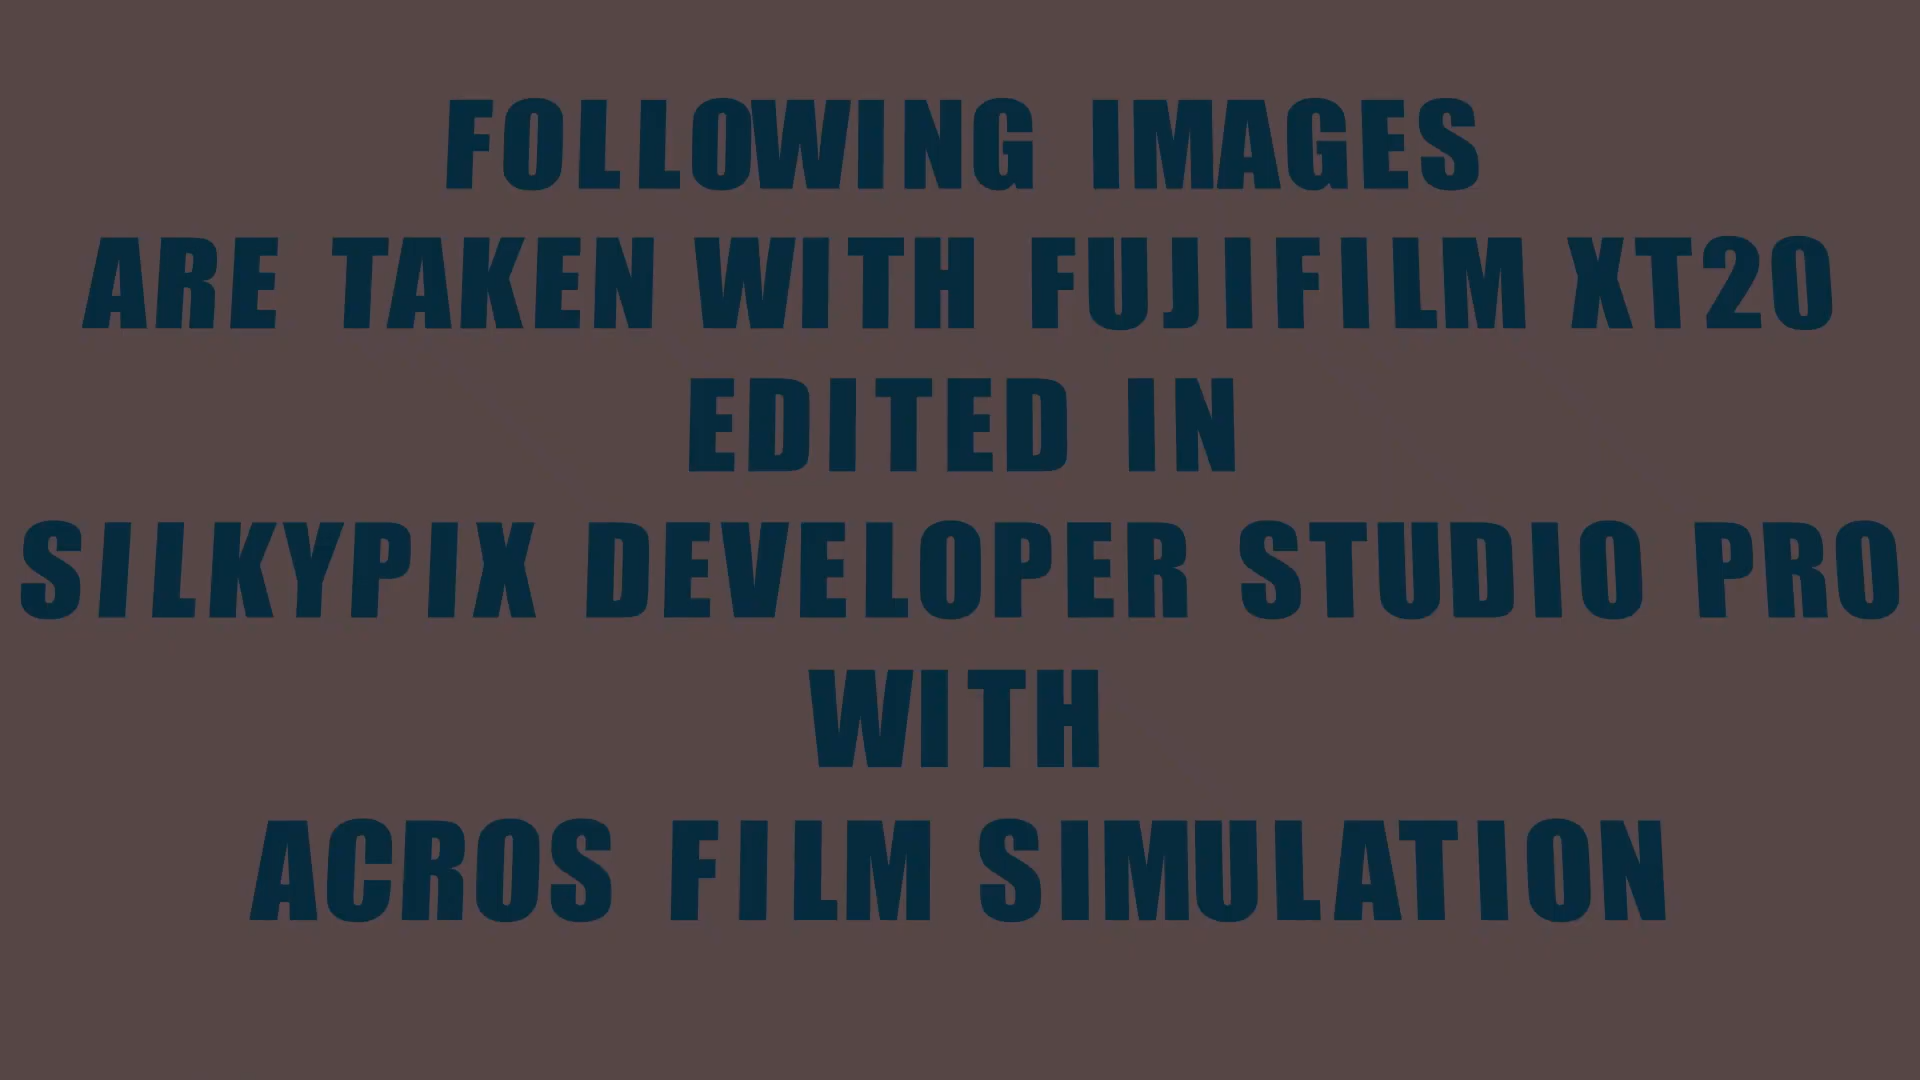 FOLLOWING IMAGES
ARE TAKEN WITH FUJIFILM XT20
EDITED IN
SILKYPIX DEVELOPER STUDIO PRO
WITH
ACROS FILM SIMULATION